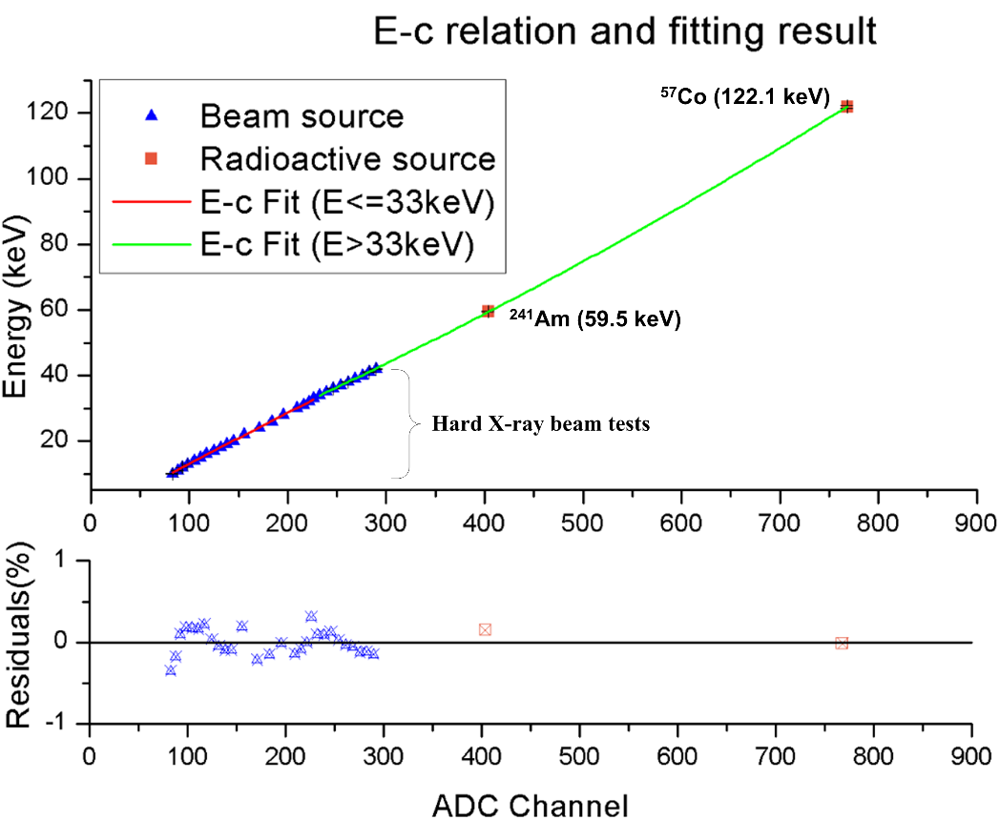 E-c relation and fitting result
Beam source
Radioactive source
E-c Fit (E<=33keV)
E-c Fit (E>33keV)
⁵⁷Co (122.1 keV)
²⁴¹Am (59.5 keV)
Hard X-ray beam tests
Energy (keV)
120
100
80
60
40
20
0 100 200 300 400 500 600 700 800 900
Residuals(%)
1
0
-1
0 100 200 300 400 500 600 700 800 900
ADC Channel